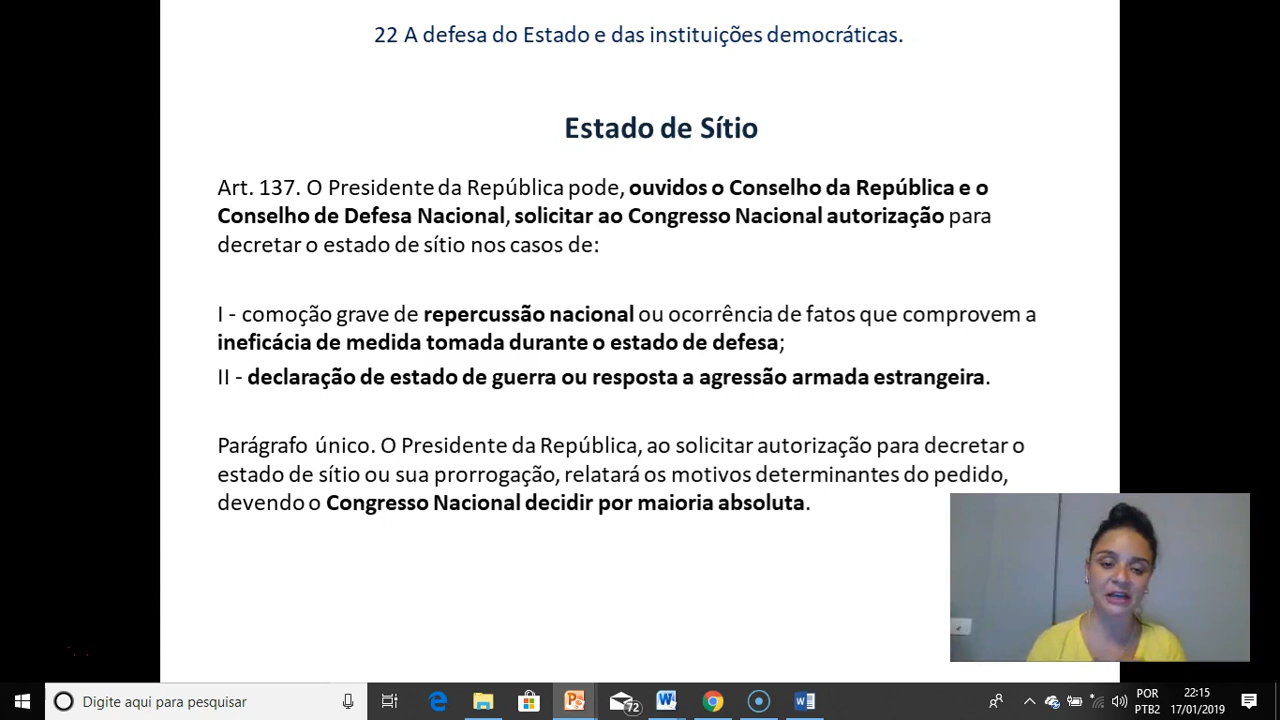 22 A defesa do Estado e das instituições democráticas.
Estado de Sítio
Art. 137. O Presidente da República pode, ouvidos o Conselho da República e o
Conselho de Defesa Nacional, solicitar ao Congresso Nacional autorização para
decretar o estado de sítio nos casos de:
I - comoção grave de repercussão nacional ou ocorrência de fatos que comprovem a
ineficácia de medida tomada durante o estado de defesa;
II - declaração de estado de guerra ou resposta a agressão armada estrangeira.
Parágrafo único. O Presidente da República, ao solicitar autorização para decretar o
estado de sítio ou sua prorrogação, relatará os motivos determinantes do pedido,
devendo o Congresso Nacional decidir por maioria absoluta.
Digite aqui para pesquisar
72
POR
PTB2
22:15
17/01/2019